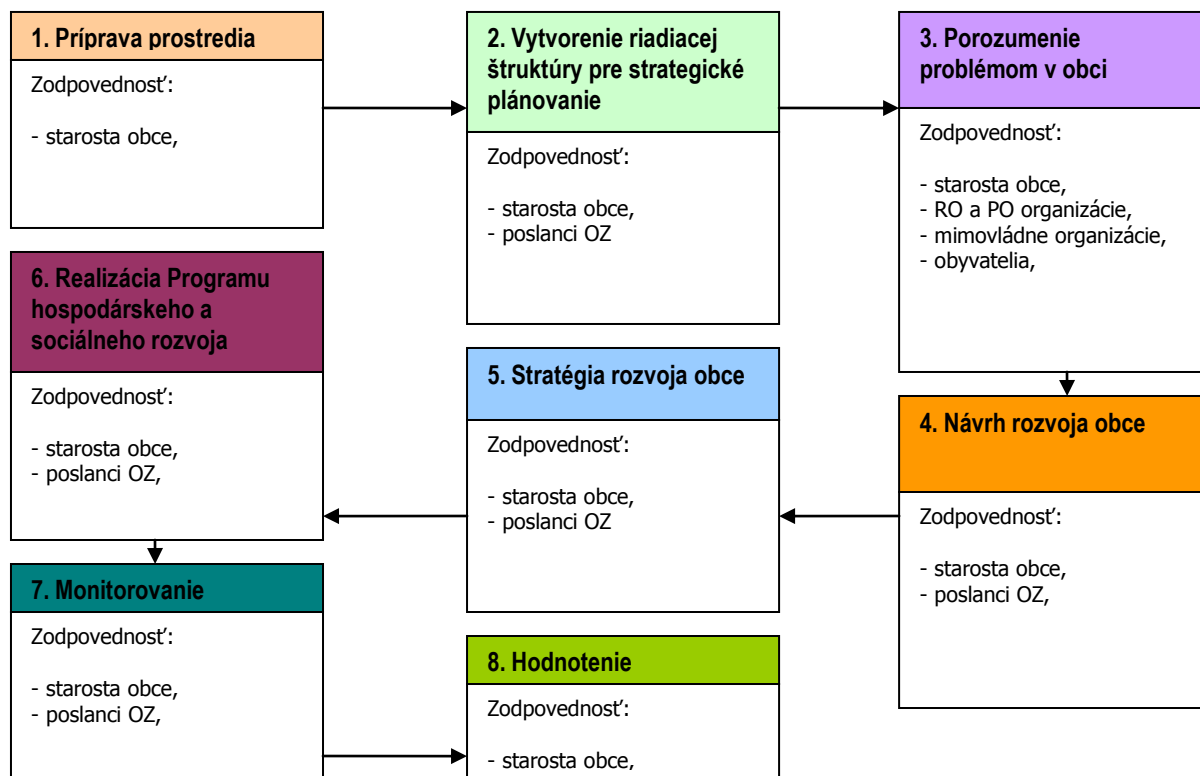 1. Príprava prostredia
Zodpovednosť:
- starosta obce,
2. Vytvorenie riadiacej
štruktúry pre strategické
plánovanie
Zodpovednosť:
- starosta obce,
- poslanci OZ
3. Porozumenie
problémom v obci
Zodpovednosť:
- starosta obce,
- RO a PO organizácie,
- mimovládne organizácie,
- obyvatelia,
4. Návrh rozvoja obce
Zodpovednosť:
- starosta obce,
- poslanci OZ,
5. Stratégia rozvoja obce
Zodpovednosť:
- starosta obce,
- poslanci OZ
6. Realizácia Programu
hospodárskeho a
sociálneho rozvoja
Zodpovednosť:
- starosta obce,
- poslanci OZ,
7. Monitorovanie
Zodpovednosť:
- starosta obce,
- poslanci OZ,
8. Hodnotenie
Zodpovednosť:
- starosta obce,